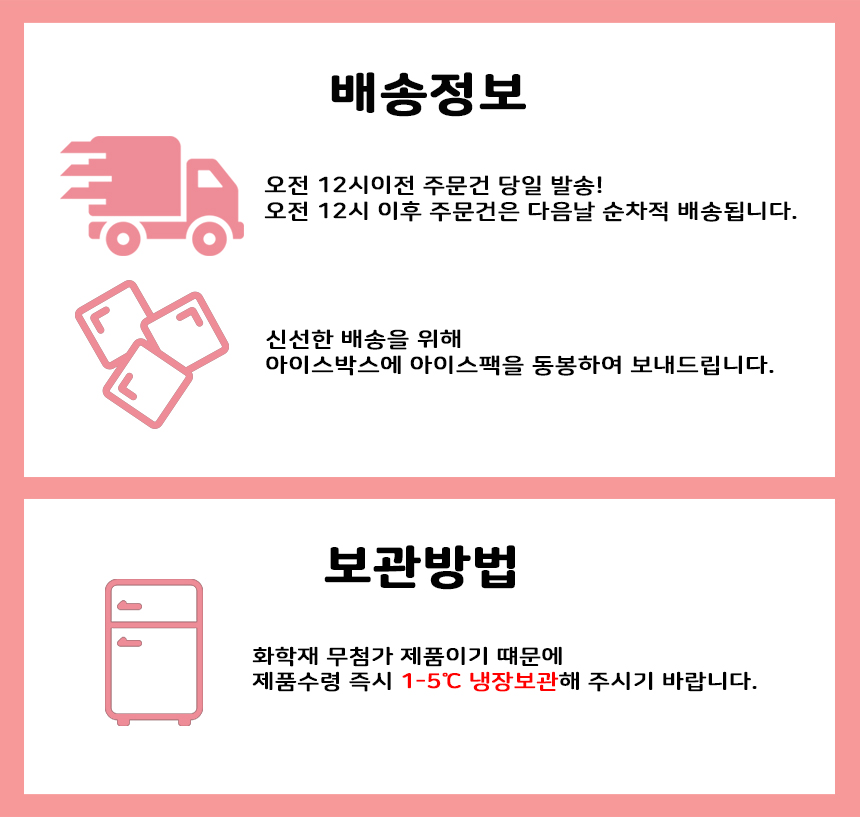 배송정보
오전 12시이전 주문건 당일 발송!
오전 12시 이후 주문건은 다음날 순차적 배송됩니다.
신선한 배송을 위해
아이스박스에 아이스팩을 동봉하여 보내드립니다.
보관방법
화학재 무첨가 제품이기 떄문에
제품수령 즉시 1-5℃ 냉장보관해 주시기 바랍니다.